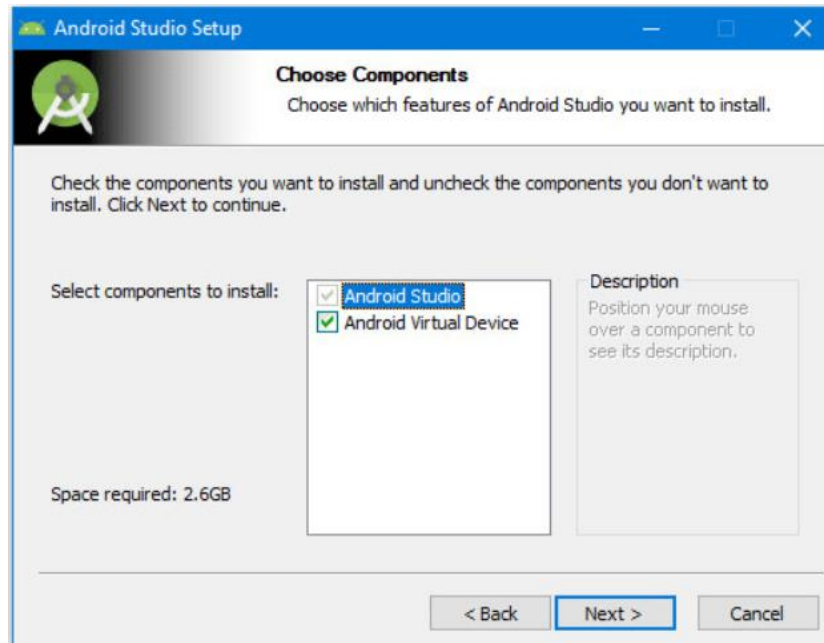 Android Studio Setup
Choose Components
Choose which features of Android Studio you want to install.
Check the components you want to install and uncheck the components you don't want to
install. Click Next to continue.
Select components to install:
Android Studio
Android Virtual Device
Description
Position your mouse
over a component to
see its description.
Space required: 2.6GB
< Back
Next >
Cancel